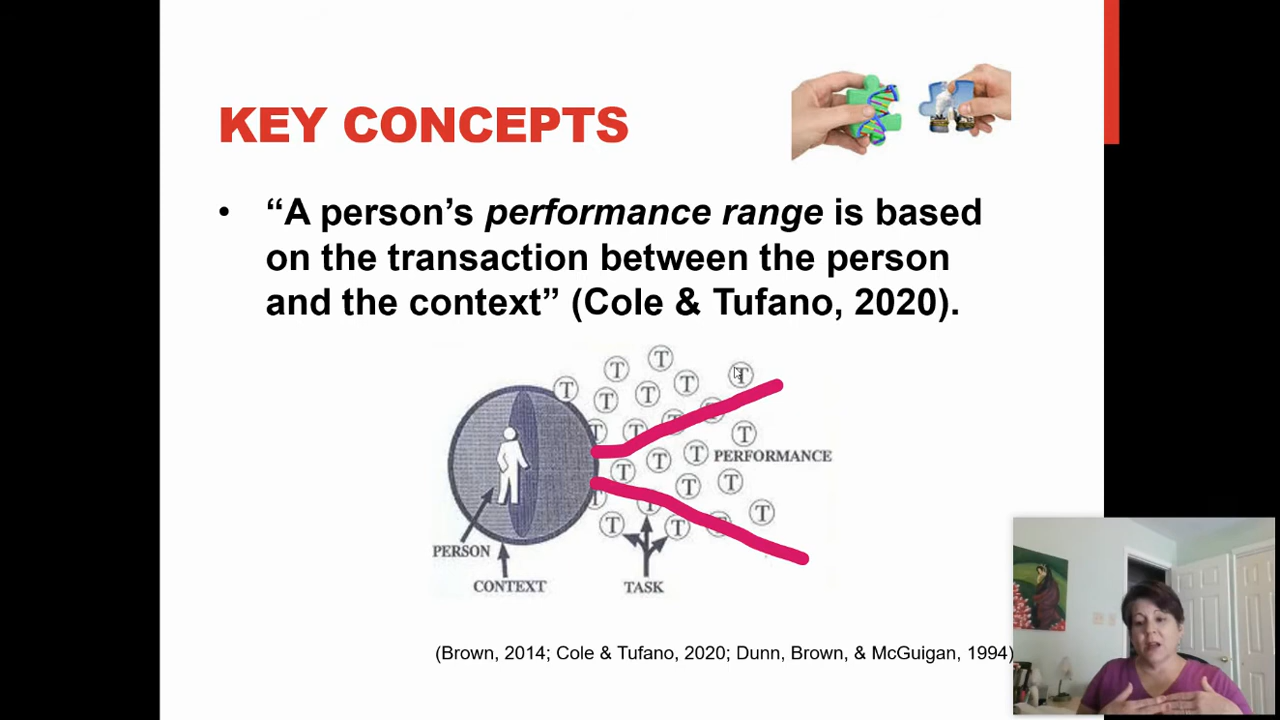 KEY CONCEPTS
• “A person’s performance range is based
on the transaction between the person
and the context” (Cole & Tufano, 2020).
T T T
T T T T
T T T
T T T PERFORMANCE
T T T
T T T
T T T
PERSON
CONTEXT TASK
(Brown, 2014; Cole & Tufano, 2020; Dunn, Brown, & McGuigan, 1994)